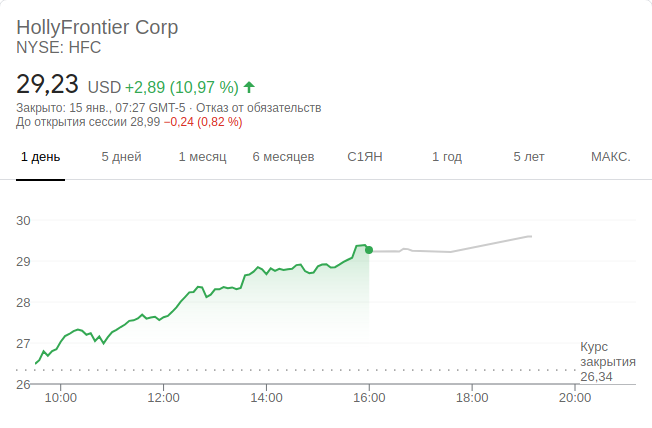 HollyFrontier Corp
NYSE: HFC
29,23 USD +2,89 (10,97 %)
Закрыто: 15 янв., 07:27 GMT-5 · Отказ от обязательств
До открытия сессии 28,99 −0,24 (0,82 %)
1 день 5 дней 1 месяц 6 месяцев С1ЯН 1 год 5 лет МАКС.
30
29
28
27
26
Курс
закрытия
26,34
10:00 12:00 14:00 16:00 18:00 20:00